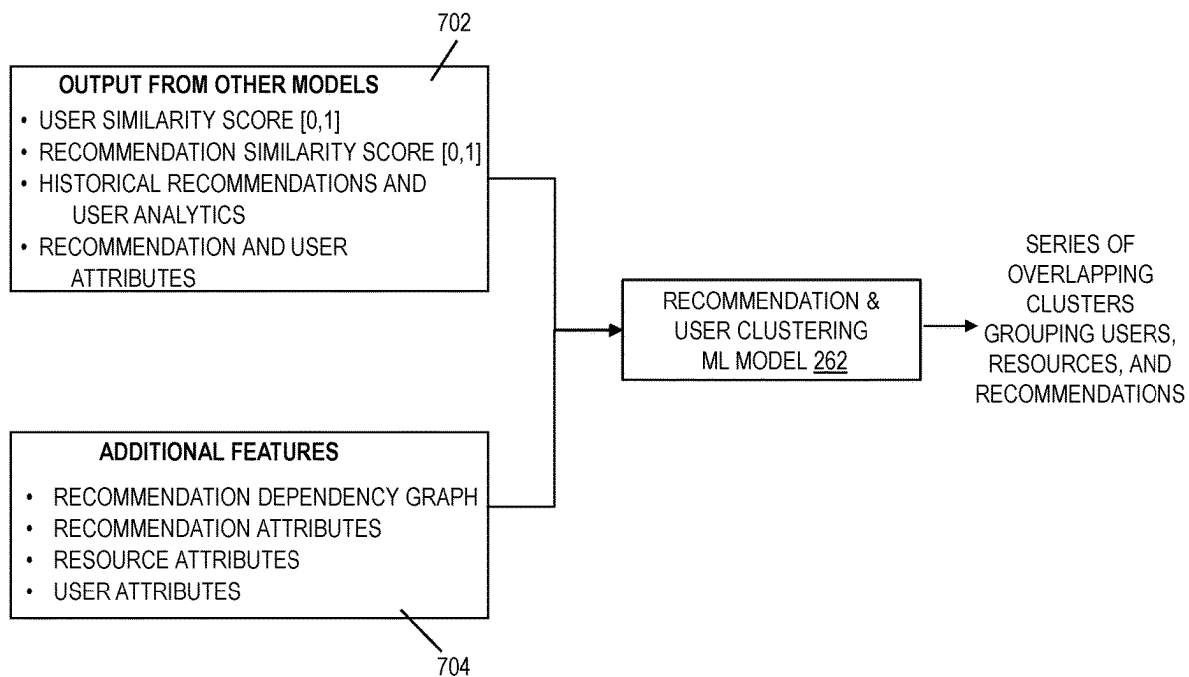 702
OUTPUT FROM OTHER MODELS
• USER SIMILARITY SCORE [0,1]
• RECOMMENDATION SIMILARITY SCORE [0,1]
• HISTORICAL RECOMMENDATIONS AND
USER ANALYTICS
• RECOMMENDATION AND USER
ATTRIBUTES
RECOMMENDATION &
USER CLUSTERING
ML MODEL 262
SERIES OF
OVERLAPPING
CLUSTERS
GROUPING USERS,
RESOURCES, AND
RECOMMENDATIONS
ADDITIONAL FEATURES
• RECOMMENDATION DEPENDENCY GRAPH
• RECOMMENDATION ATTRIBUTES
• RESOURCE ATTRIBUTES
• USER ATTRIBUTES
704